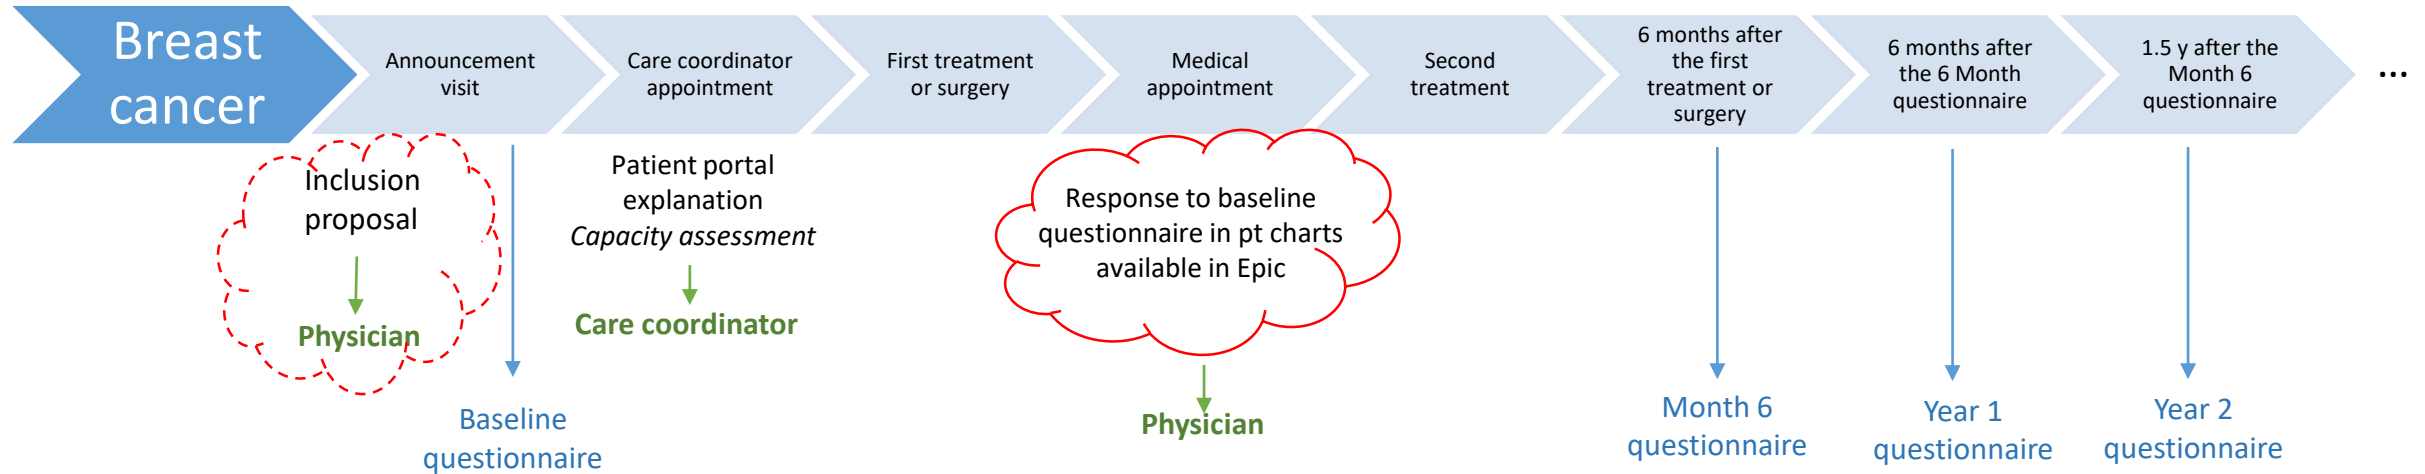 Breast
cancer
Announcement
visit
Care coordinator
appointment
First treatment
or surgery
Medical
appointment
Second
treatment
6 months after
the first
treatment or
surgery
6 months after
the 6 Month
questionnaire
1.5 y after the
Month 6
questionnaire
...
Inclusion
proposal
Physician
Baseline
questionnaire
Patient portal
explanation
Capacity assessment
Care coordinator
Response to baseline
questionnaire in pt charts
available in Epic
Physician
Month 6
questionnaire
Year 1
questionnaire
Year 2
questionnaire